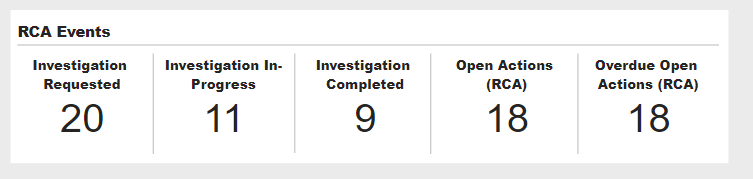 RCA Events
Investigation Requested
20
Investigation In-Progress
11
Investigation Completed
9
Open Actions (RCA)
18
Overdue Open Actions (RCA)
18